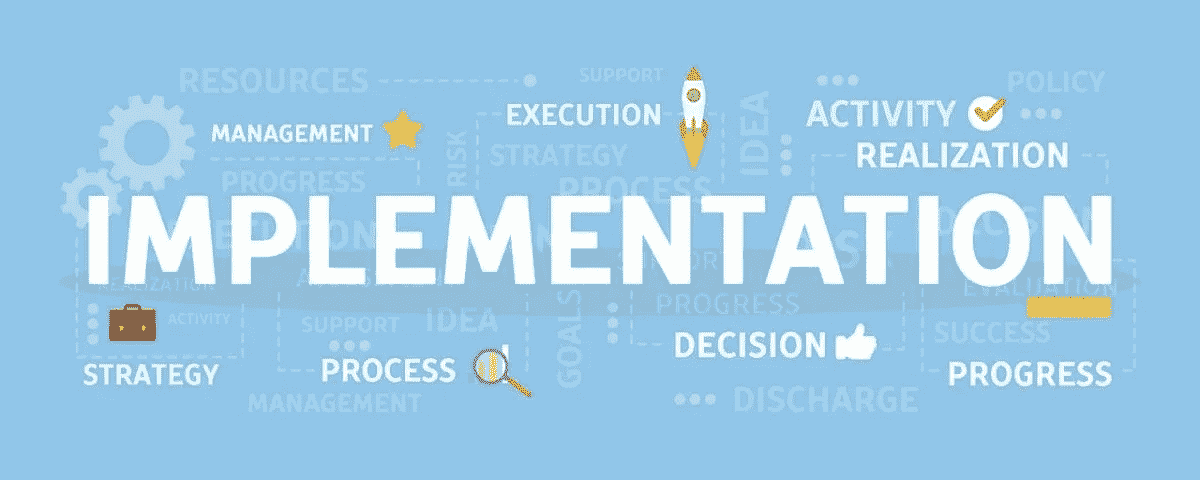 RESOURCES
SUPPORT
POLICY
EXECUTION
ACTIVITY
MANAGEMENT
IDEA
RISK
STRATEGY
REALIZATION
PROGRESS
PROCESS
IMPLEMENTATION
REALIZATION
EVALUATION
PROGRESS
ACTIVITY
SUPPORT
IDEA
GOALS
SUCCESS
DECISION
STRATEGY
PROCESS
PROGRESS
MANAGEMENT
DISCHARGE